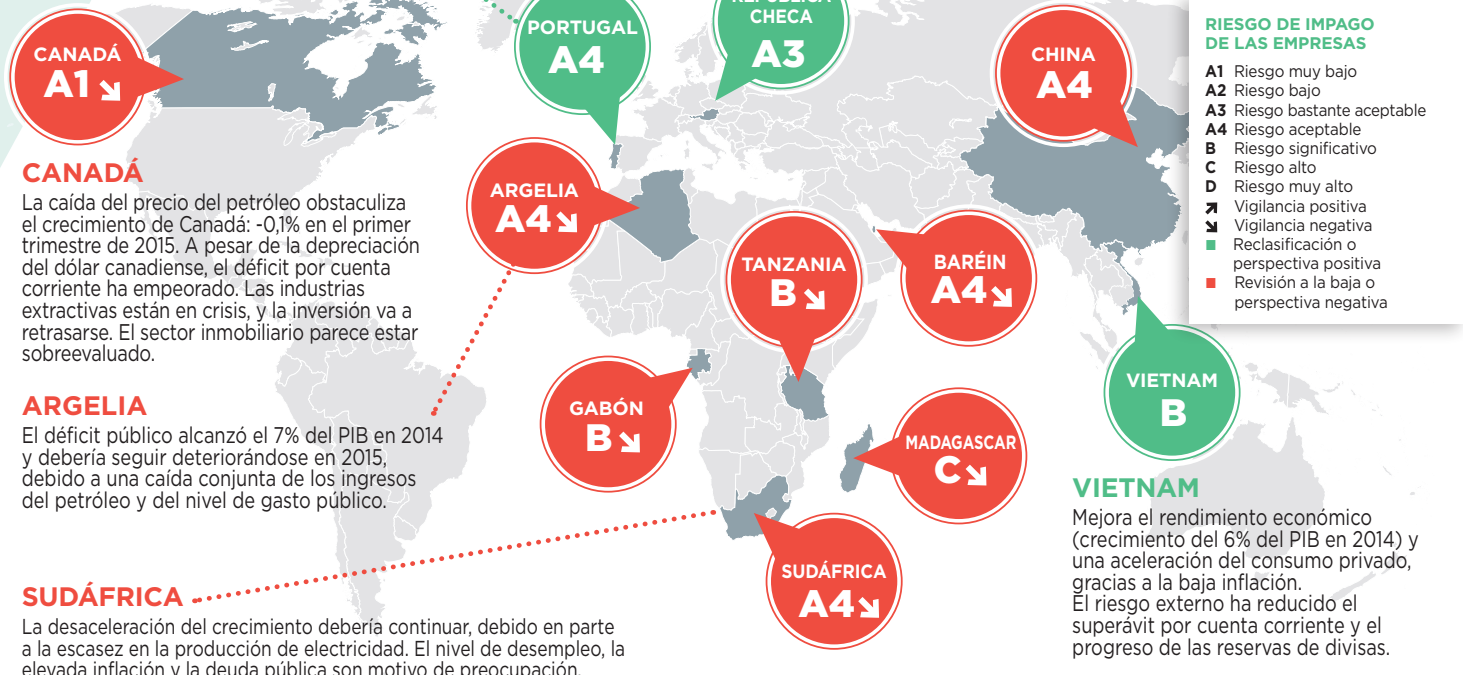 CANADÁ
A1
PORTUGAL
A4
REPÚBLICA
CHECA
A3
CHINA
A4
RIESGO DE IMPAGO
DE LAS EMPRESAS
A1 Riesgo muy bajo
A2 Riesgo bajo
A3 Riesgo bastante aceptable
A4 Riesgo aceptable
B Riesgo significativo
C Riesgo alto
D Riesgo muy alto
Vigilancia positiva
Vigilancia negativa
Reclasificación o
perspectiva positiva
Revisión a la baja o
perspectiva negativa
CANADÁ
La caída del precio del petróleo obstaculiza
el crecimiento de Canadá: -0,1% en el primer
trimestre de 2015. A pesar de la depreciación
del dólar canadiense, el déficit por cuenta
corriente ha empeorado. Las industrias
extractivas están en crisis, y la inversión va a
retrasarse. El sector inmobiliario parece estar
sobreevaluado.
ARGELIA
A4
TANZANIA
B
BARÉIN
A4
VIETNAM
B
ARGELIA
El déficit público alcanzó el 7% del PIB en 2014
y debería seguir deteriorándose en 2015,
debido a una caída conjunta de los ingresos
del petróleo y del nivel de gasto público.
GABÓN
B
MADAGASCAR
C
VIETNAM
Mejora el rendimiento económico
(crecimiento del 6% del PIB en 2014) y
una aceleración del consumo privado,
gracias a la baja inflación.
El riesgo externo ha reducido el
superávit por cuenta corriente y el
progreso de las reservas de divisas.
SUDÁFRICA
A4
SUDÁFRICA
La desaceleración del crecimiento debería continuar, debido en parte
a la escasez en la producción de electricidad. El nivel de desempleo, la
elevada inflación y la deuda pública son motivo de preocupación.